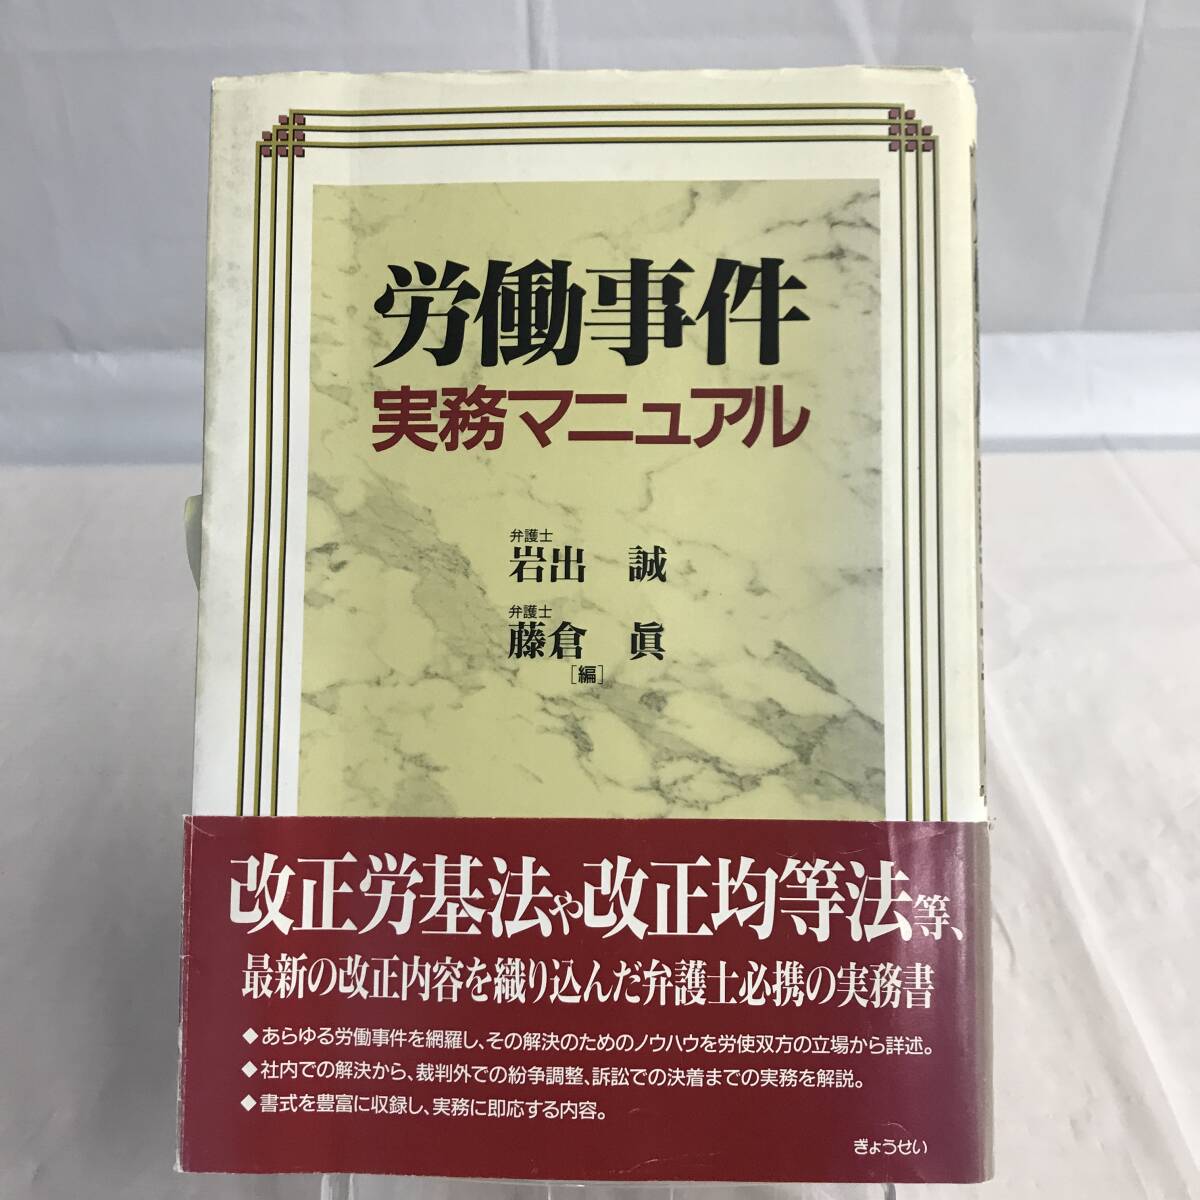 労働事件
実務マニュアル
弁護士
岩出 誠
弁護士
藤倉 眞
[編]
改正労基法や改正均等法等、
最新の改正内容を織り込んだ弁護士必携の実務書
◆あらゆる労働事件を網羅し、その解決のためのノウハウを労使双方の立場から詳述。
◆社内での解決から、裁判外での紛争調整、訴訟での決着までの実務を解説。
◆書式を豊富に収録し、実務に即応する内容。
ぎょうせい